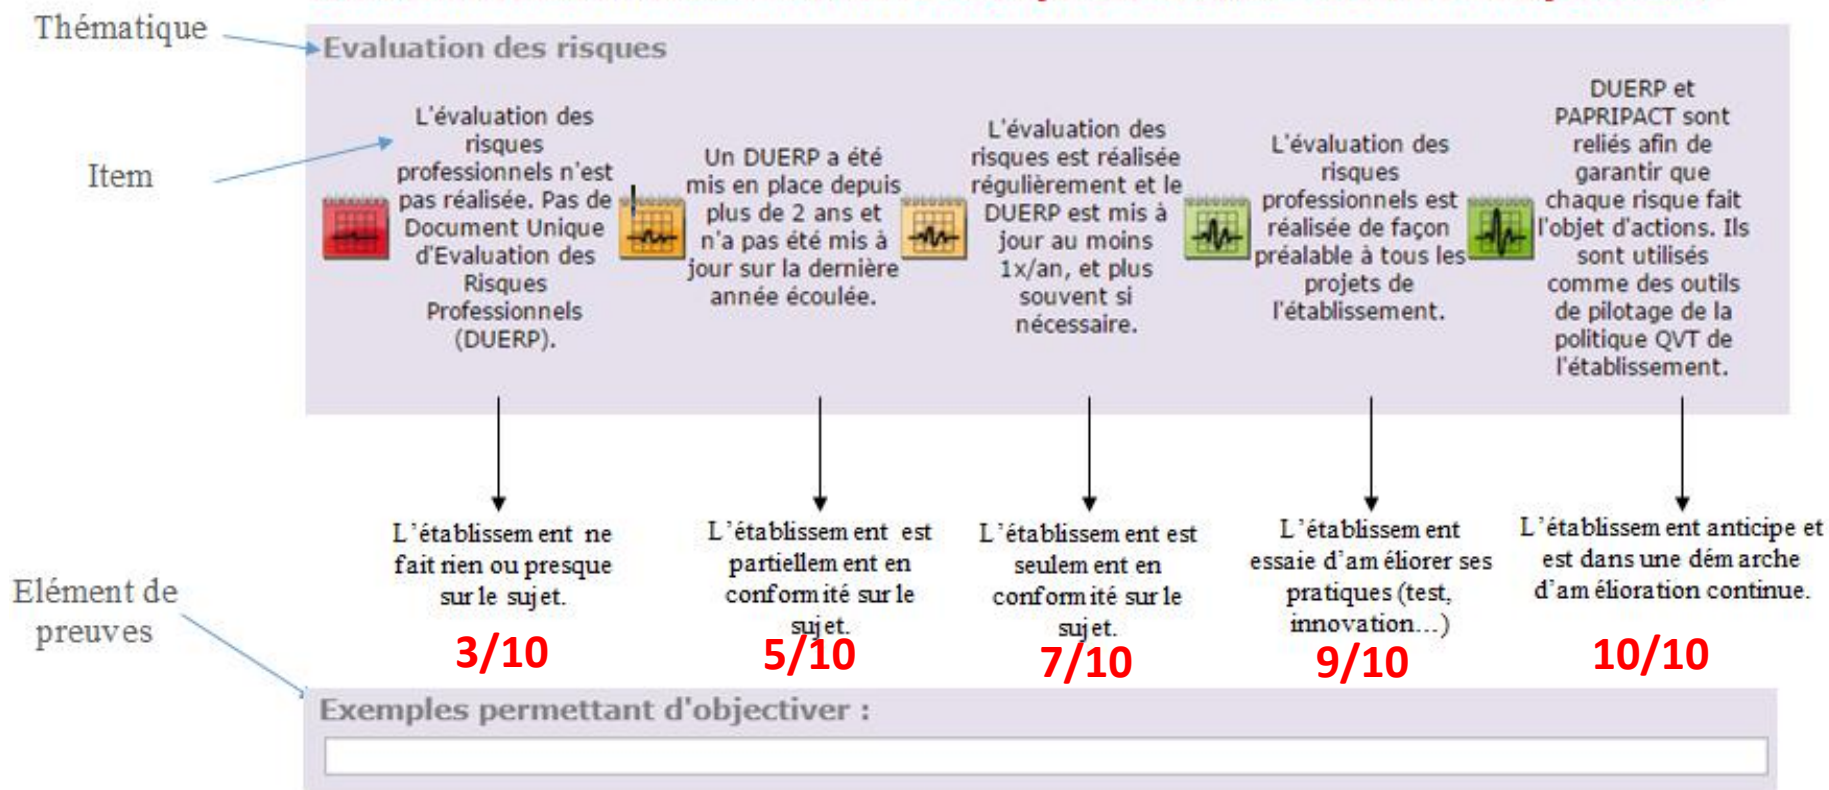 Thématique
Evaluation des risques
Item
L'évaluation des
risques
professionnels n'est
pas réalisée. Pas de
Document Unique
d'Evaluation des
Risques
Professionnels
(DUERP).
Un DUERP a été
mis en place depuis
plus de 2 ans et
n'a pas été mis à
jour sur la dernière
année écoulée.
L'évaluation des
risques est réalisée
régulièrement et le
DUERP est mis à
jour au moins
1x/an, et plus
souvent si
nécessaire.
L'évaluation des
risques
professionnels est
réalisée de façon
préalable à tous les
projets de
l'établissement.
DUERP et
PAPRIPACT sont
reliés afin de
garantir que
chaque risque fait
l'objet d'actions. Ils
sont utilisés
comme des outils
de pilotage de la
politique QVT de
l'établissement.
L'établissement ne
fait rien ou presque
sur le sujet.
3/10
L'établissement est
partiellement en
conformité sur le
sujet.
5/10
L'établissement est
seulement en
conformité sur le
sujet.
7/10
L'établissement
essaie d'améliorer ses
pratiques (test,
innovation...)
9/10
L'établissement anticipe et
est dans une démarche
d'amélioration continue.
10/10
Elément de
preuves
Exemples permettant d'objectiver :